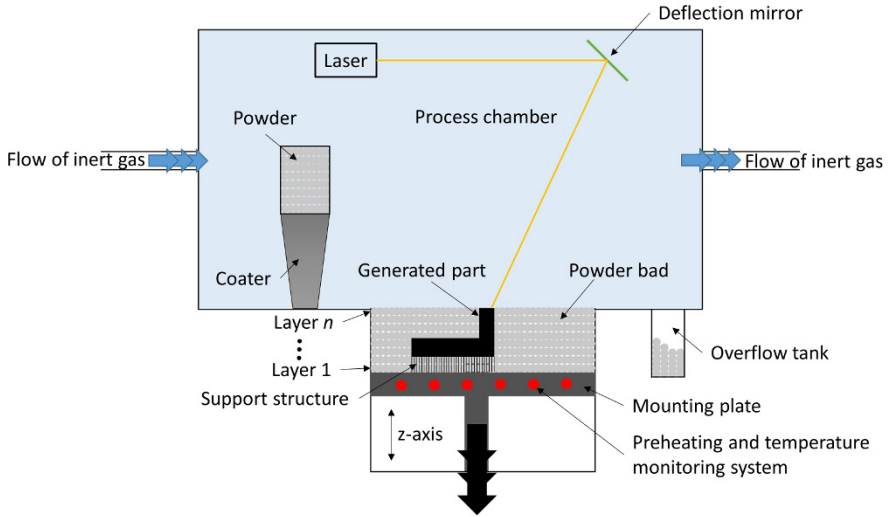 Deflection mirror
Laser
Process chamber
Powder
Flow of inert gas
Flow of inert gas
Coater
Generated part
Powder bad
Layer n
Layer 1
Support structure
Overflow tank
Mounting plate
z-axis
Preheating and temperature
monitoring system